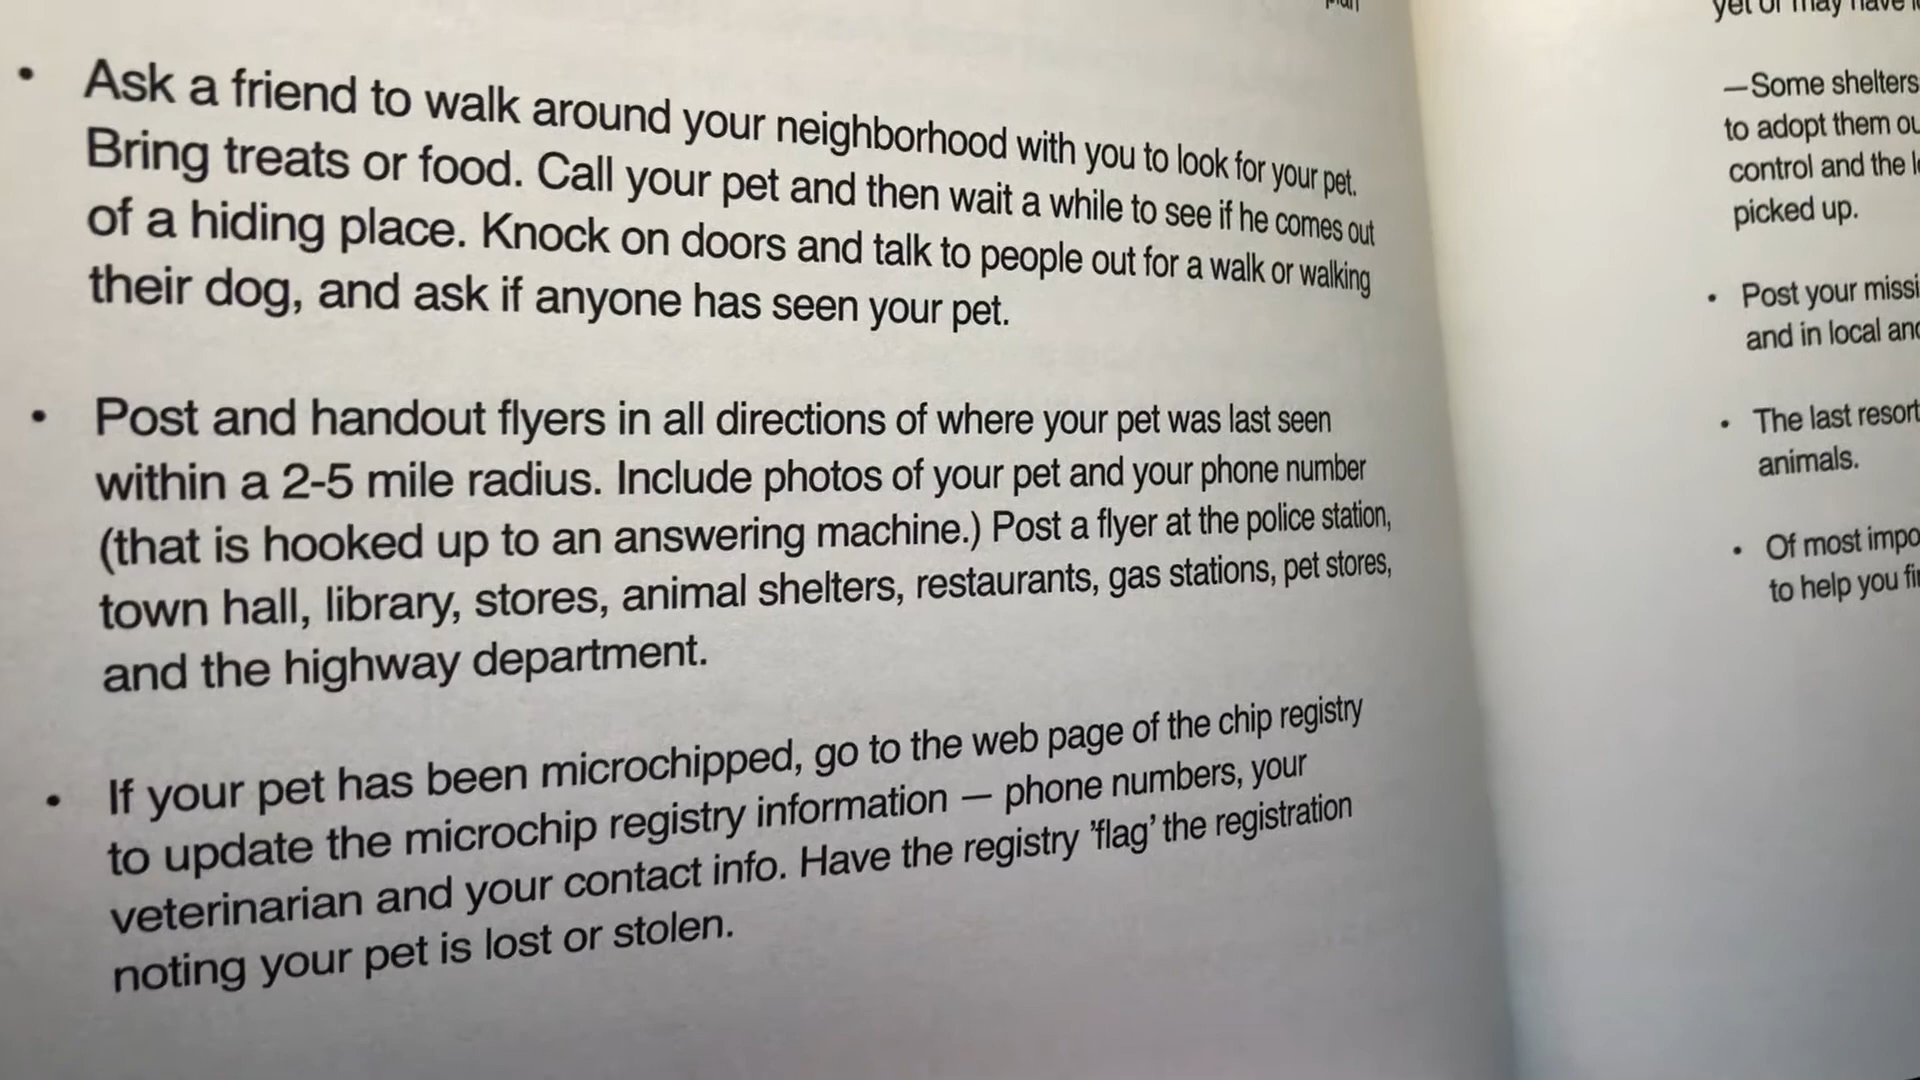 • Ask a friend to walk around your neighborhood with you to look for your pet.
Bring treats or food. Call your pet and then wait a while to see if he comes out
of a hiding place. Knock on doors and talk to people out for a walk or walking
their dog, and ask if anyone has seen your pet.
• Post and handout flyers in all directions of where your pet was last seen
within a 2-5 mile radius. Include photos of your pet and your phone number
(that is hooked up to an answering machine.) Post a flyer at the police station,
town hall, library, stores, animal shelters, restaurants, gas stations, pet stores,
and the highway department.
• If your pet has been microchipped, go to the web page of the chip registry
to update the microchip registry information — phone numbers, your
veterinarian and your contact info. Have the registry ’flag’ the registration
noting your pet is lost or stolen.
yet or may have
—Some shelters
to adopt them
control and the
picked up.
• Post your
and in local
• The last resort
animals.
• Of most
to help you